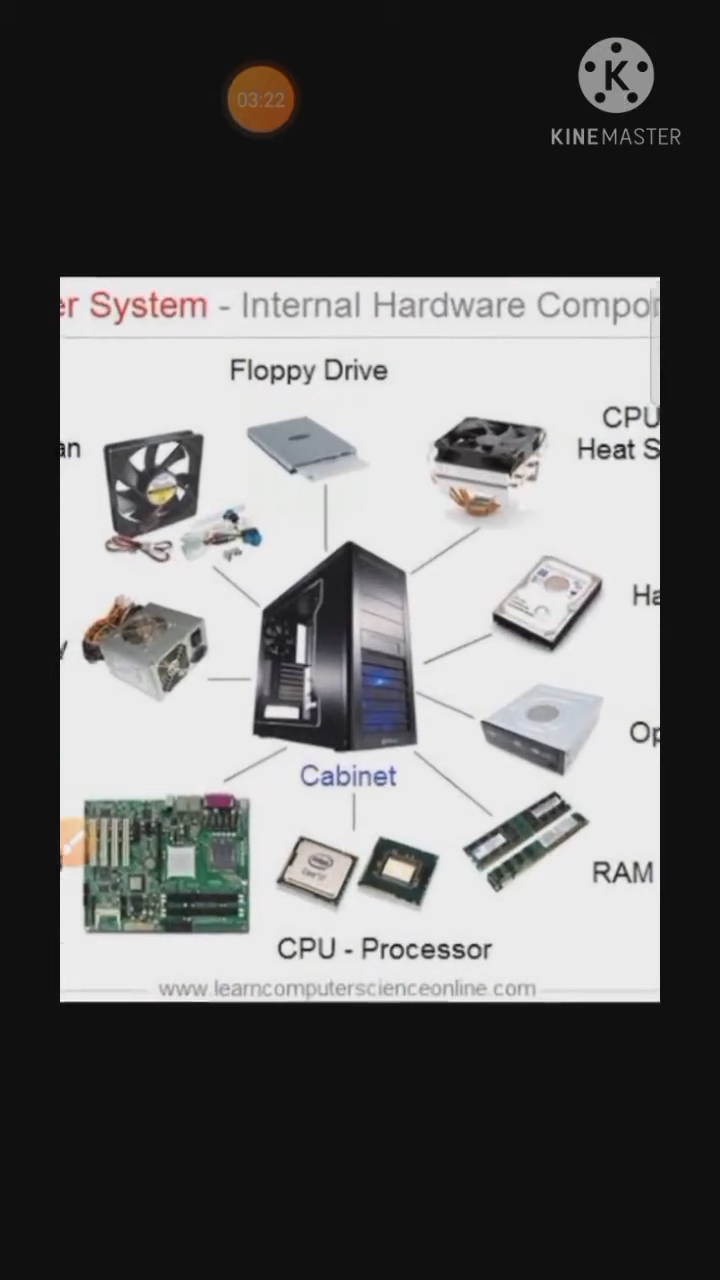 03:22
K
KINEMASTER
er System - Internal Hardware Compo
Floppy Drive
CPU
Heat S
an
Ha
Op
Cabinet
RAM
CPU - Processor
www.learncomputerscienceonline.com